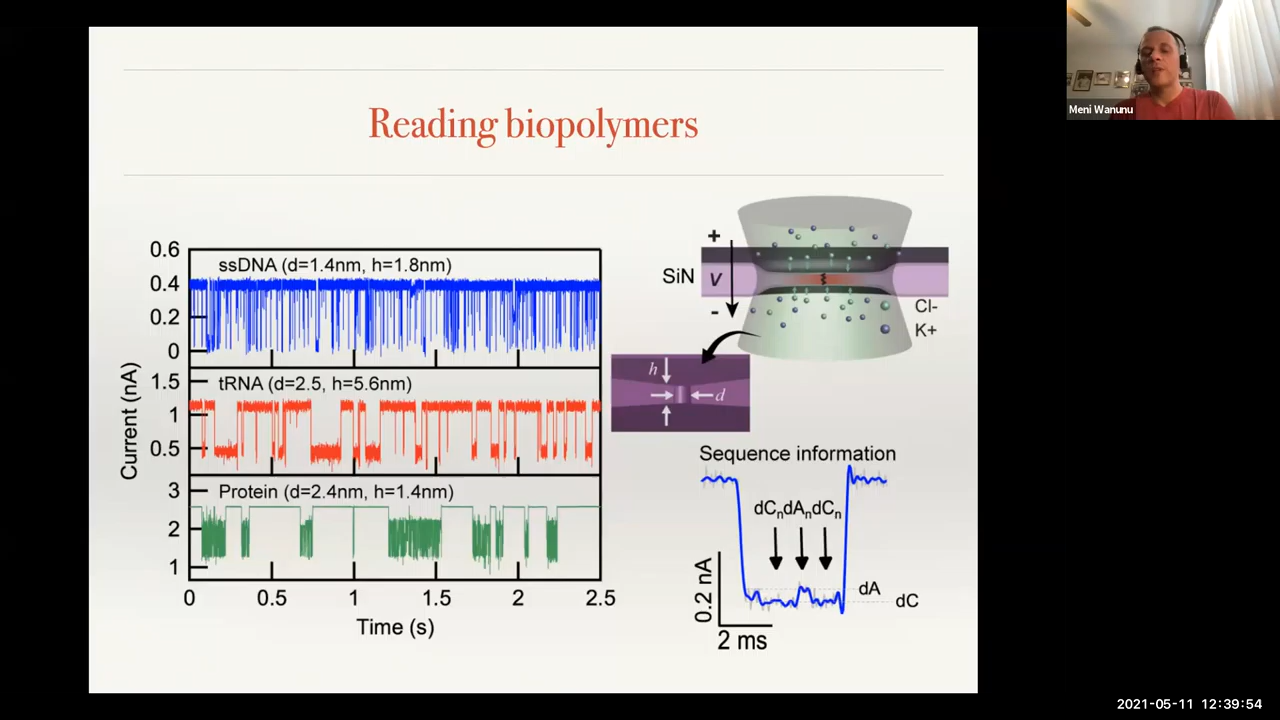 Reading biopolymers
Meni Wanunu
0.6
0.4
0.2
0
ssDNA (d=1.4nm, h=1.8nm)
1.5
1
0.5
tRNA (d=2.5, h=5.6nm)
3
2
1
Protein (d=2.4nm, h=1.4nm)
Current (nA)
0 0.5 1 1.5 2 2.5
Time (s)
+
SiN
V
-
Cl-
K+
h
d
Sequence information
dCndAndCn
dA
dC
0.2 nA
2 ms
2021-05-11 12:39:54